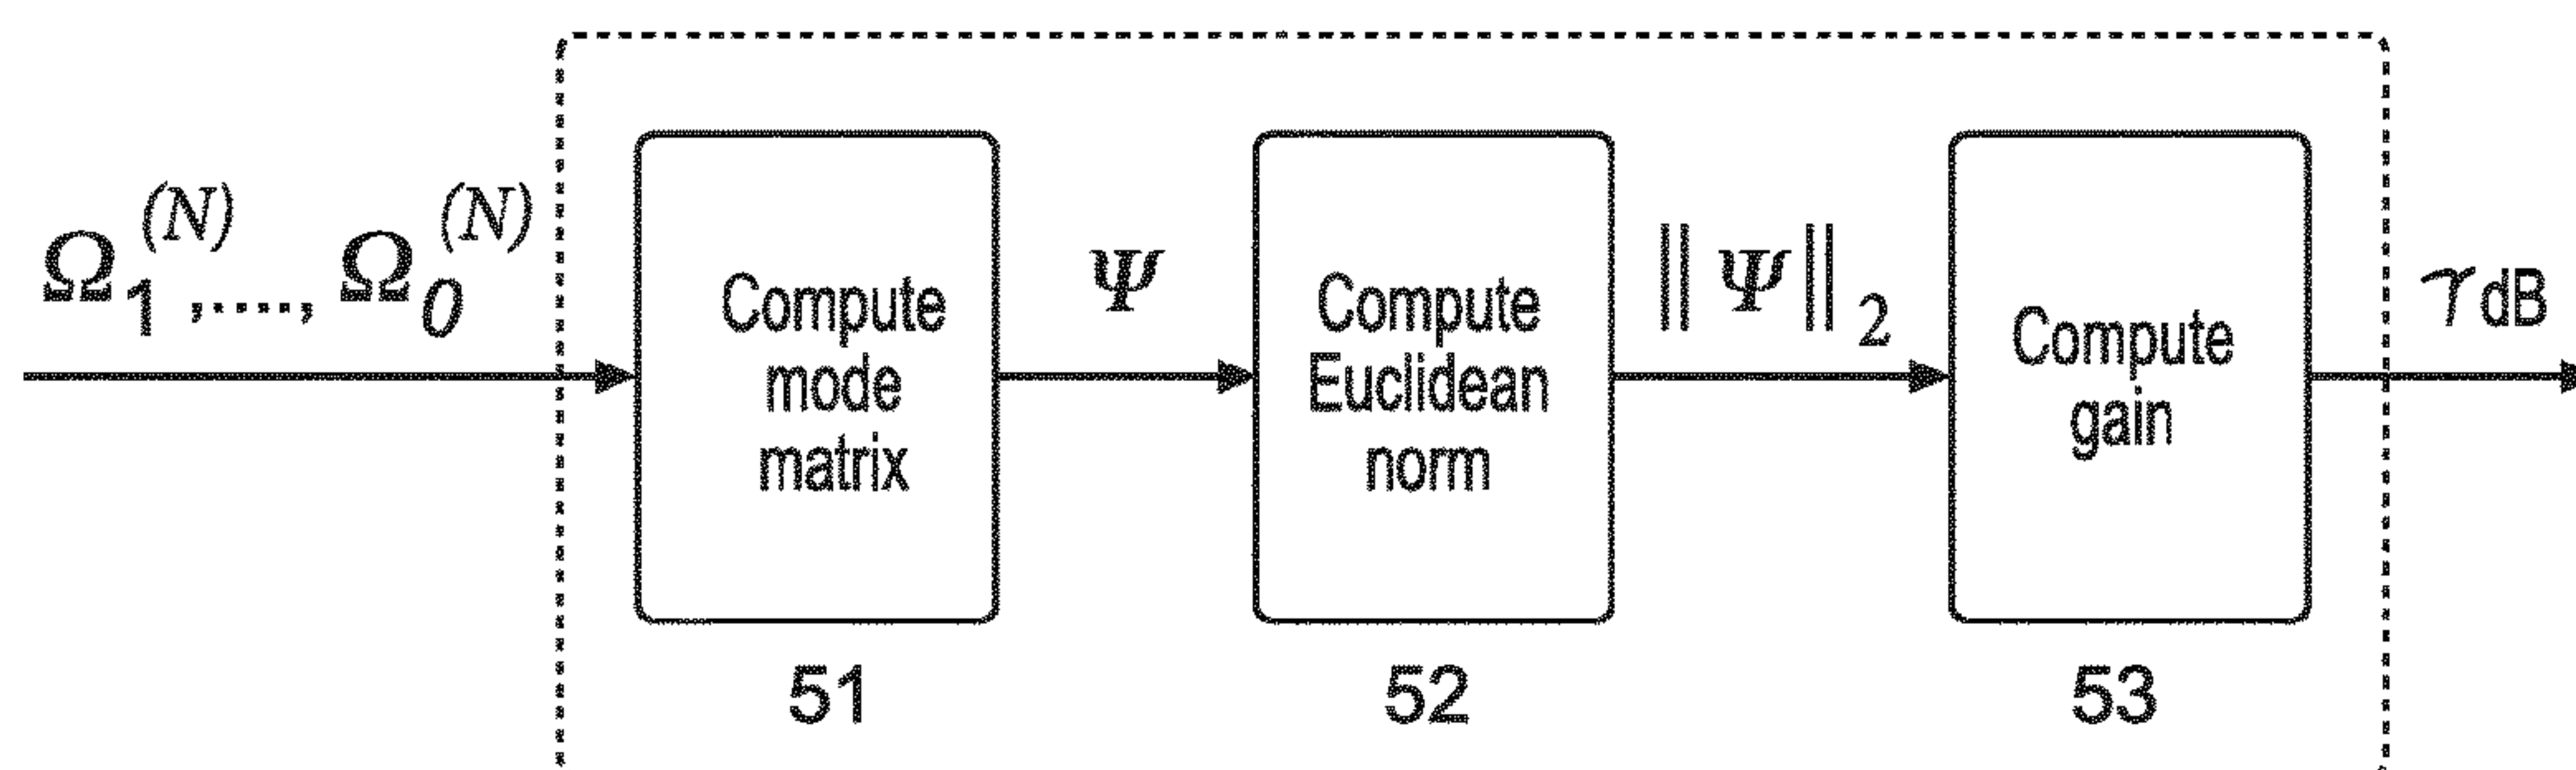 Ω₁⁽ᴺ⁾,....., Ω₀⁽ᴺ⁾
Compute
mode
matrix
51
Ψ
Compute
Euclidean
norm
52
‖Ψ‖₂
Compute
gain
53
γdB